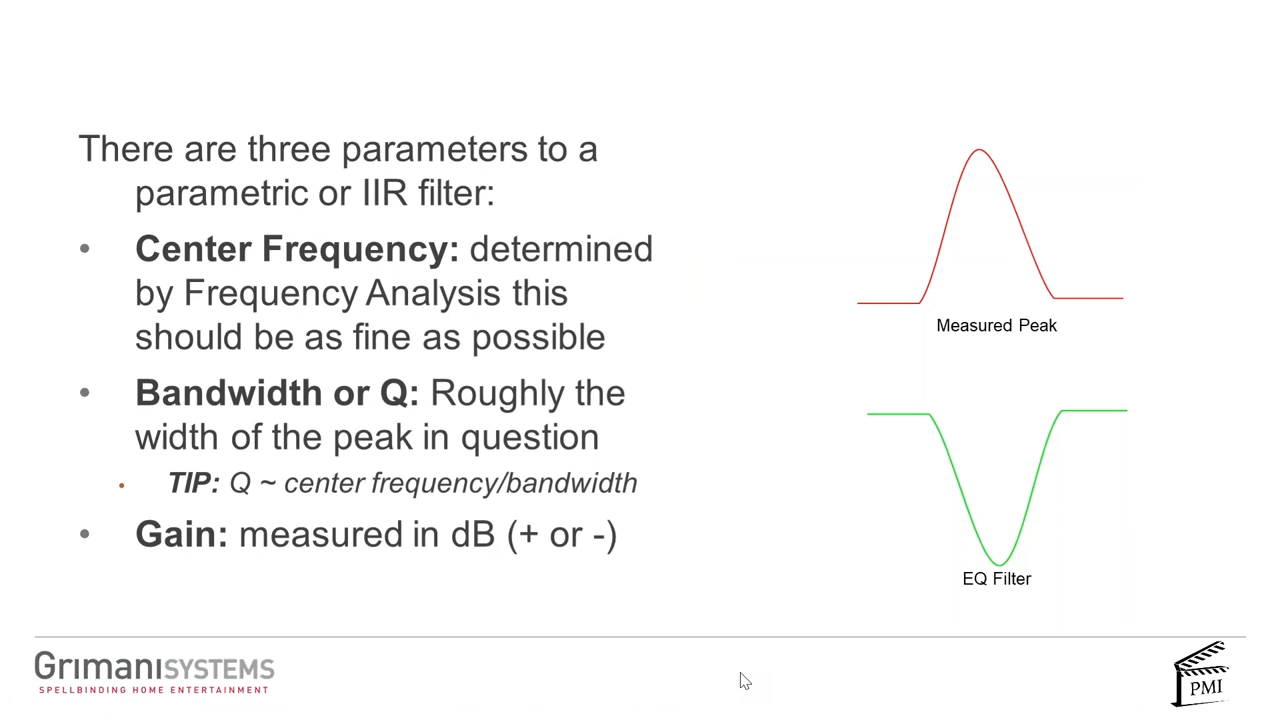 There are three parameters to a
parametric or IIR filter:
• Center Frequency: determined
by Frequency Analysis this
should be as fine as possible
• Bandwidth or Q: Roughly the
width of the peak in question
• TIP: Q ~ center frequency/bandwidth
• Gain: measured in dB (+ or -)
Measured Peak
EQ Filter
GrimaniSYSTEMS
SPELLBINDING HOME ENTERTAINMENT
PMI